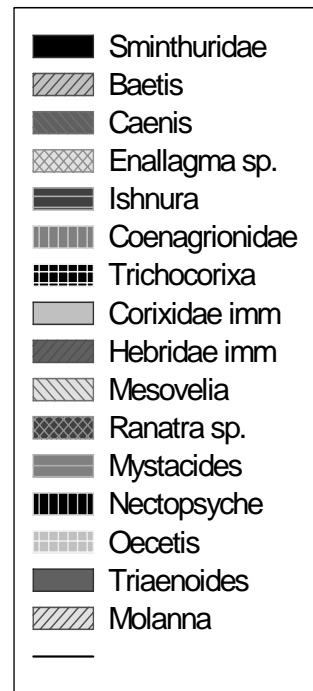 Sminthuridae
Baetis
Caenis
Enallagma sp.
Ishnura
Coenagrionidae
Trichocorixa
Corixidae imm
Hebridae imm
Mesovelia
Ranatra sp.
Mystacides
Nectopsyche
Oecetis
Triaenoides
Molanna